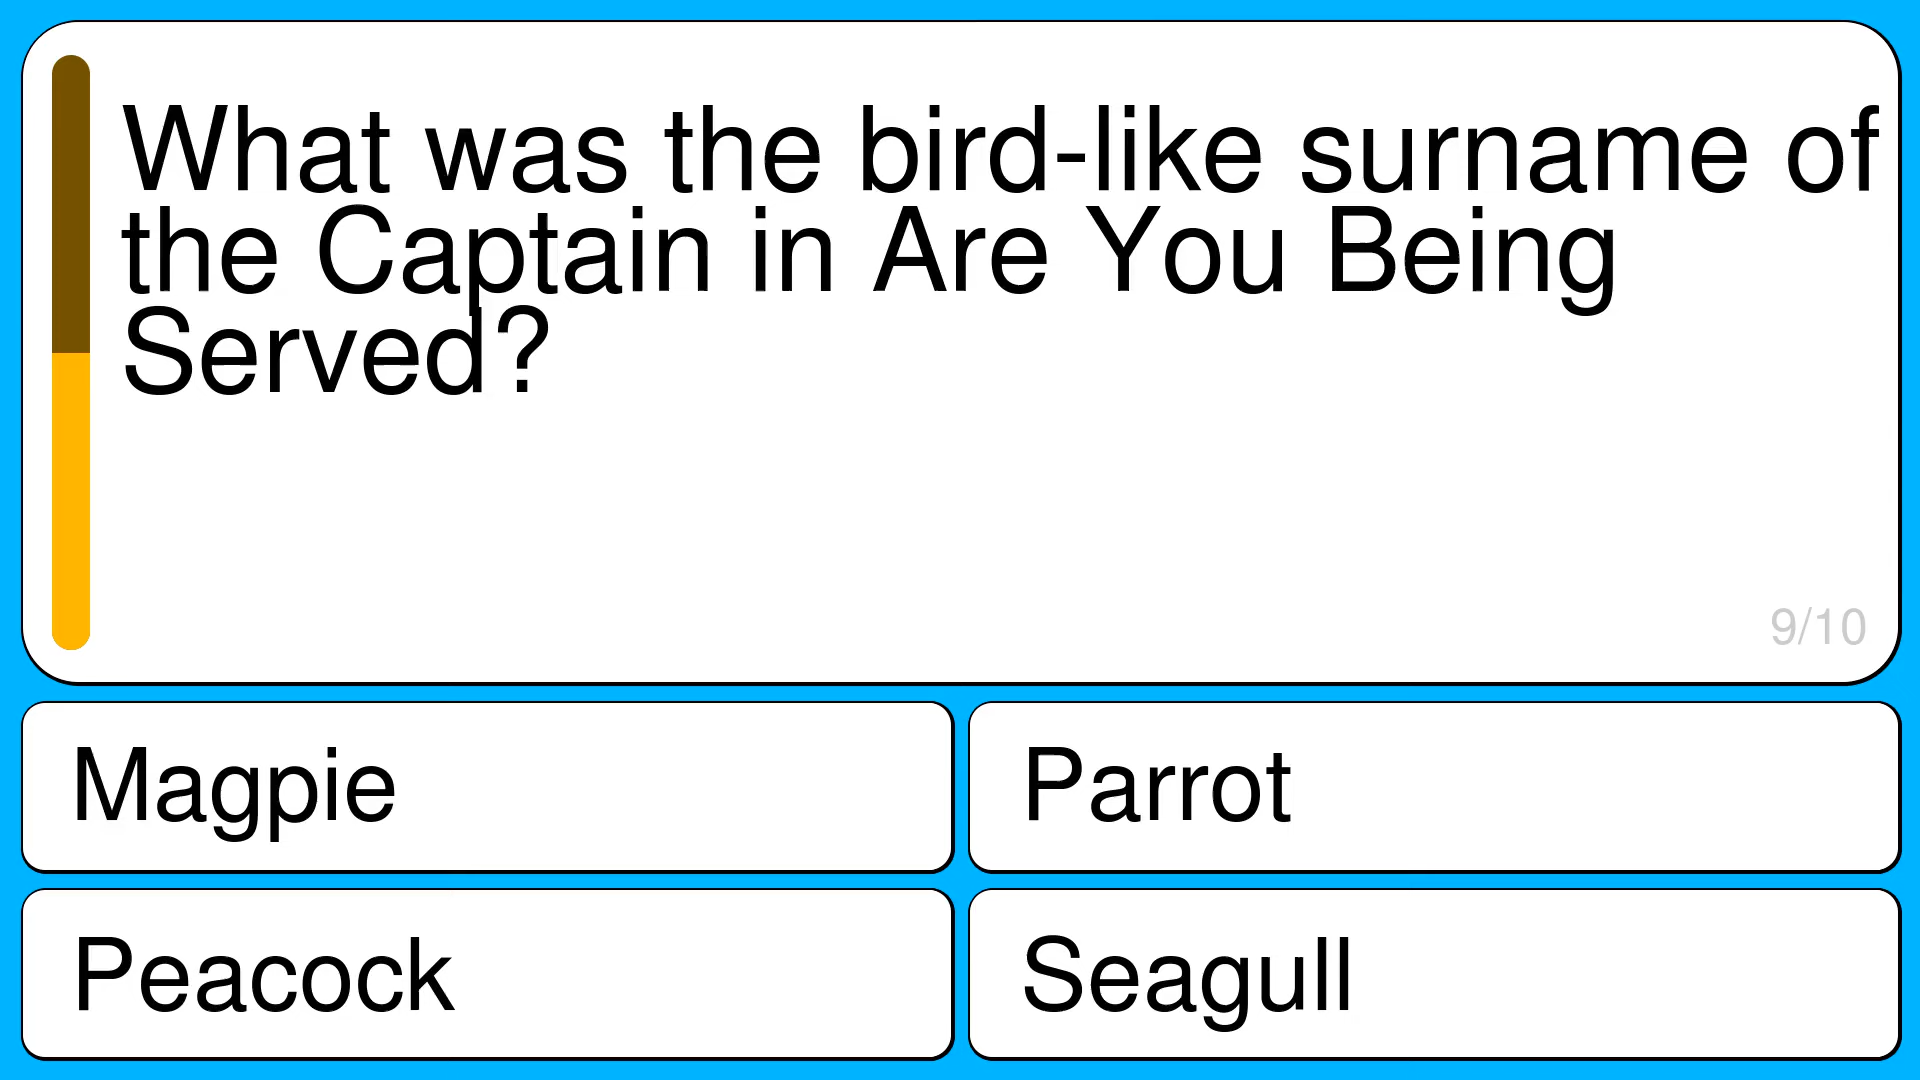 What was the bird-like surname of
the Captain in Are You Being
Served?
9/10
Magpie
Parrot
Peacock
Seagull